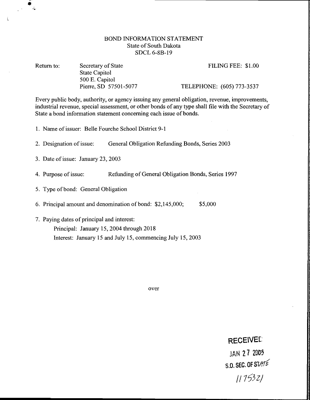 BOND INFORMATION STATEMENT
State of South Dakota
SDCL 6-8B-19
Return to: Secretary of State FILING FEE: $1.00
State Capitol
500 E. Capitol
Pierre, SD 57501-5077 TELEPHONE: (605) 773-3537
Every public body, authority, or agency issuing any general obligation, revenue, improvements,
industrial revenue, special assessment, or other bonds of any type shall file with the Secretary of
State a bond information statement concerning each issue of bonds.
1. Name of issuer: Belle Fourche School District 9-1
2. Designation of issue: General Obligation Refunding Bonds, Series 2003
3. Date of issue: January 23, 2003
4. Purpose of issue: Refunding of General Obligation Bonds, Series 1997
5. Type of bond: General Obligation
6. Principal amount and denomination of bond: $2,145,000; $5,000
7. Paying dates of principal and interest:
Principal: January 15, 2004 through 2018
Interest: January 15 and July 15, commencing July 15, 2003
over
RECEIVED
JAN 27 2003
S.D. SEC. OF STATE
1175321